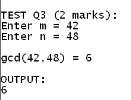 TEST Q3 (2 marks):
Enter m = 42
Enter n = 48
gcd(42,48) = 6
OUTPUT:
6